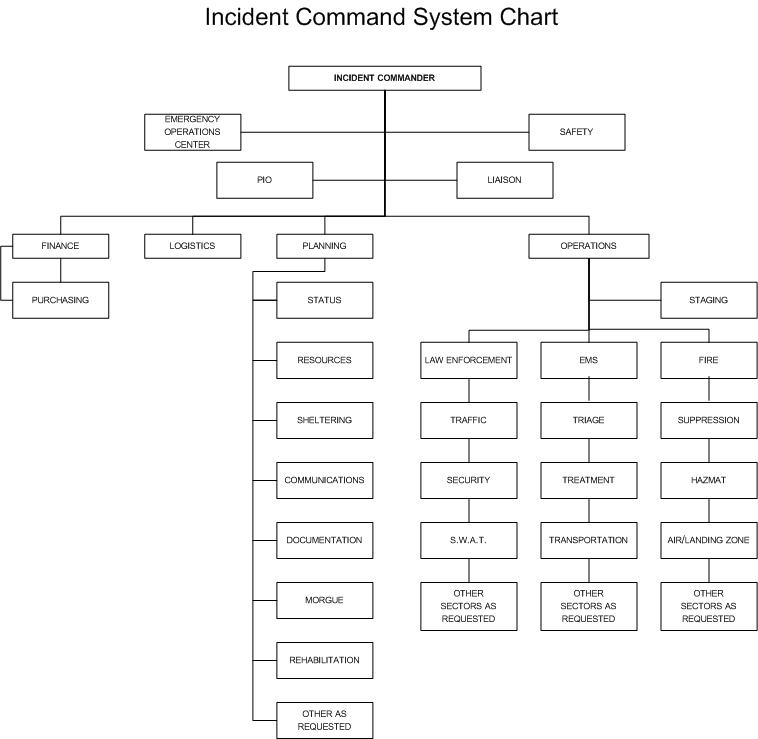 Incident Command System Chart
INCIDENT COMMANDER
EMERGENCY
OPERATIONS
CENTER
SAFETY
PIO
LIAISON
FINANCE
LOGISTICS
PLANNING
OPERATIONS
PURCHASING
STATUS
STAGING
RESOURCES
LAW ENFORCEMENT
EMS
FIRE
SHELTERING
TRAFFIC
TRIAGE
SUPPRESSION
COMMUNICATIONS
SECURITY
TREATMENT
HAZMAT
DOCUMENTATION
S.W.A.T.
TRANSPORTATION
AIR/LANDING ZONE
MORGUE
OTHER
SECTORS AS
REQUESTED
OTHER
SECTORS AS
REQUESTED
OTHER
SECTORS AS
REQUESTED
REHABILITATION
OTHER AS
REQUESTED